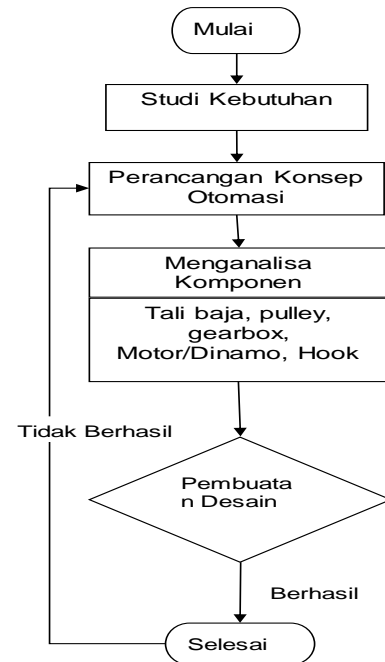 Mulai
Studi Kebutuhan
Perancangan Konsep
Otomasi
Menganalisa
Komponen
Tali baja, pulley,
gearbox,
Motor/Dinamo, Hook
Tidak Berhasil
Pembuata
n Desain
Berhasil
Selesai